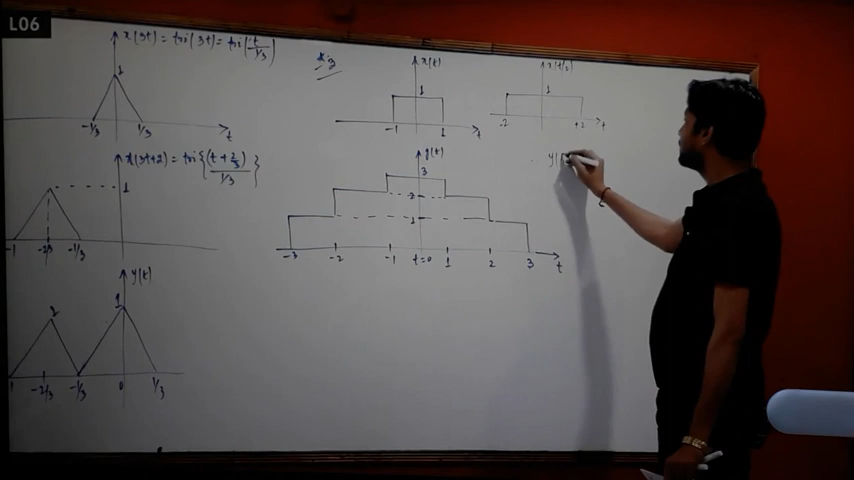 L06
x(3t) = tri(3t) = tri(t/1/3)
1
-1/3 1/3 t
x(3t+2) = tri{(t+2/3)/1/3}
1
-1 -2/3 -1/3
y(t)
1 1
-2/3 -1/3 0 1/3
x(t)
1
-1 1 t
x(t/2)
1
-2 +2 t
y(t)
3
2
1
-3 -2 -1 t=0 1 2 3 t
y(